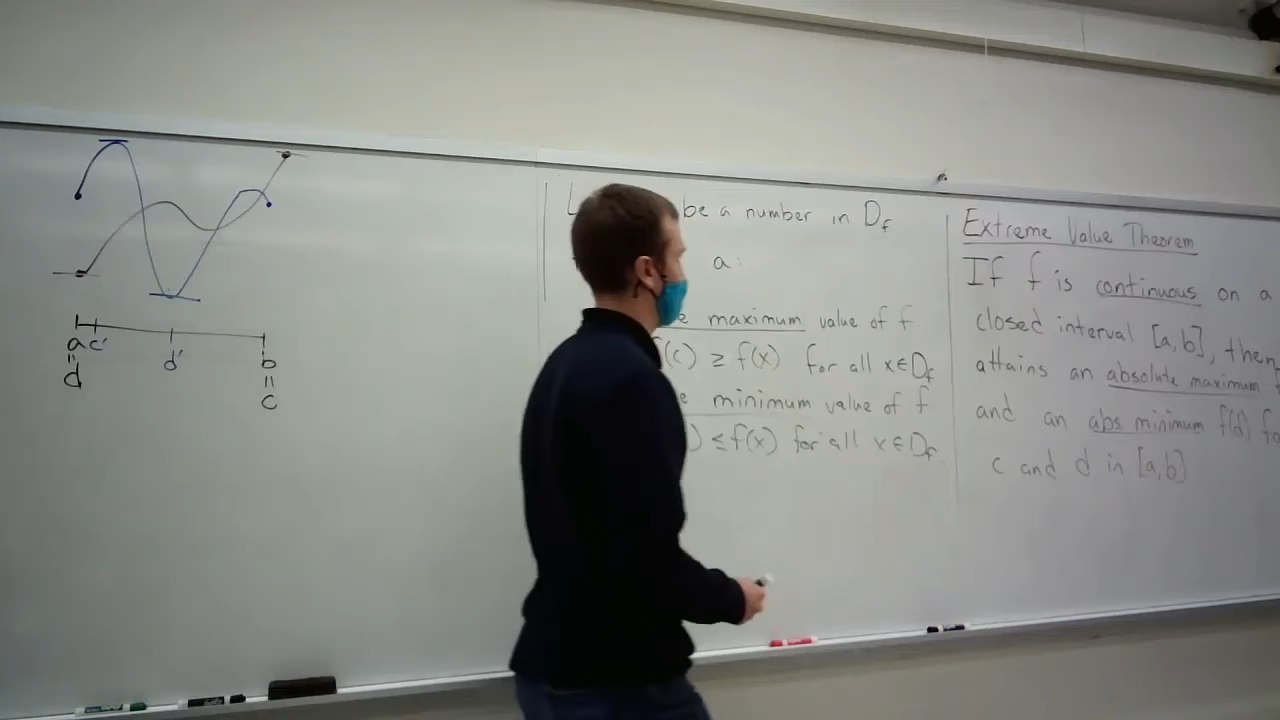 a c' d' b
= =
d c
L
be a number in D_f
a:
e maximum value of f
f(c) ≥ f(x) for all x∈D_f
e minimum value of f
) ≤ f(x) for all x∈D_f
Extreme Value Theorem
If f is continuous on a
closed interval [a,b], then
attains an absolute maximum
and an abs minimum f(d) fo
c and d in [a,b]